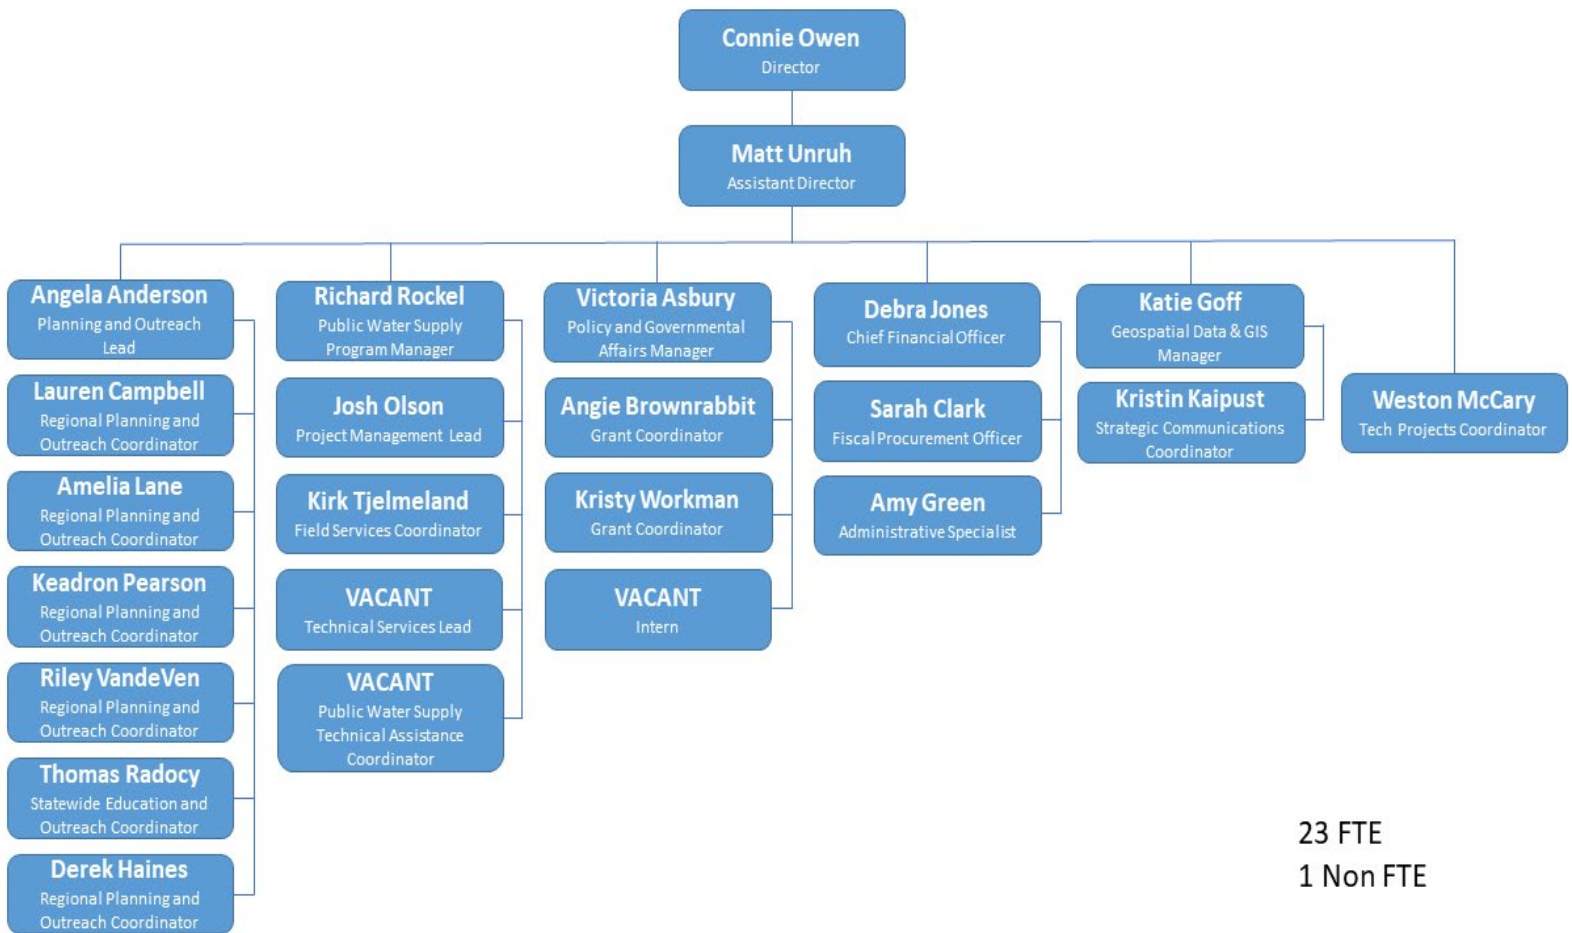 Connie Owen
Director
Matt Unruh
Assistant Director
Angela Anderson
Planning and Outreach
Lead
Lauren Campbell
Regional Planning and
Outreach Coordinator
Amelia Lane
Regional Planning and
Outreach Coordinator
Keadron Pearson
Regional Planning and
Outreach Coordinator
Riley VandeVen
Regional Planning and
Outreach Coordinator
Thomas Radocy
Statewide Education and
Outreach Coordinator
Derek Haines
Regional Planning and
Outreach Coordinator
Richard Rockel
Public Water Supply
Program Manager
Josh Olson
Project Management Lead
Kirk Tjelmeland
Field Services Coordinator
VACANT
Technical Services Lead
VACANT
Public Water Supply
Technical Assistance
Coordinator
Victoria Asbury
Policy and Governmental
Affairs Manager
Angie Brownrabbit
Grant Coordinator
Kristy Workman
Grant Coordinator
VACANT
Intern
Debra Jones
Chief Financial Officer
Sarah Clark
Fiscal Procurement Officer
Amy Green
Administrative Specialist
Katie Goff
Geospatial Data & GIS
Manager
Kristin Kaipust
Strategic Communications
Coordinator
Weston McCary
Tech Projects Coordinator
23 FTE
1 Non FTE